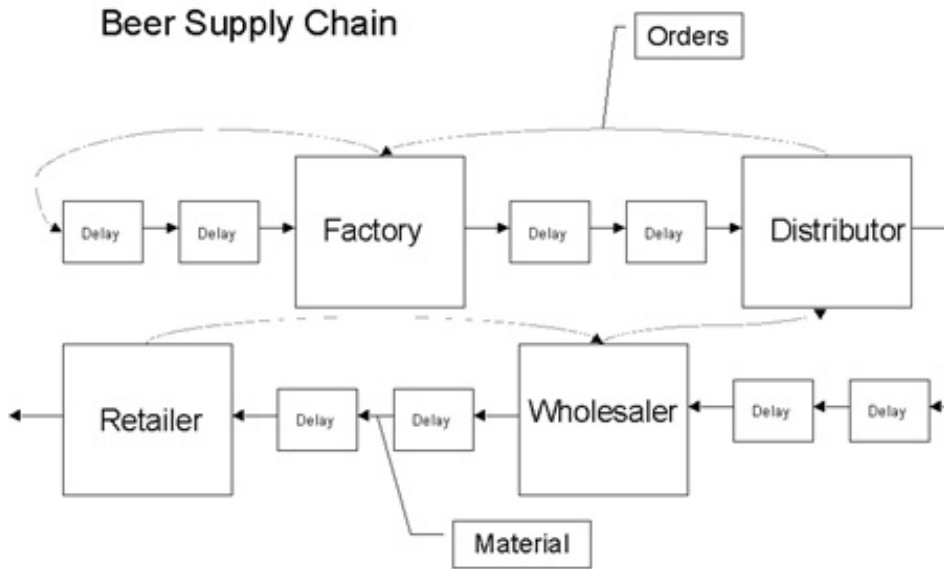 Beer Supply Chain
Orders
Delay
Delay
Factory
Delay
Delay
Distributor
Retailer
Delay
Delay
Wholesaler
Delay
Delay
Material